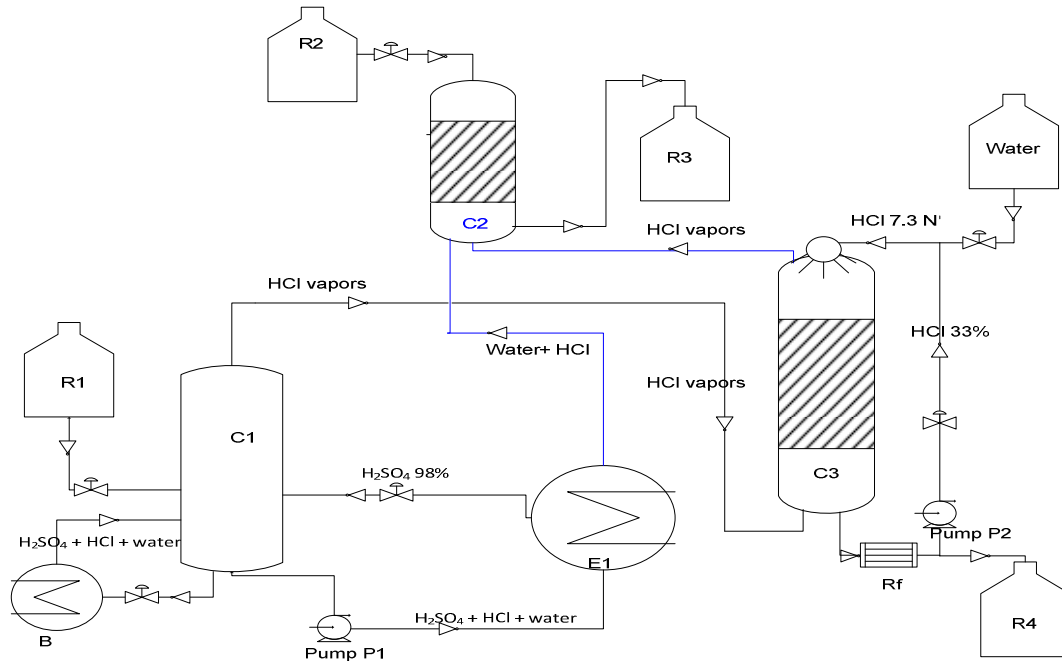 R2
R3
Water
C2
HCl vapors
HCl 7.3 N'
HCl vapors
Water+ HCl
HCl 33%
R1
HCl vapors
C1
H₂SO₄ 98%
C3
H₂SO₄ + HCl + water
E1
Pump P2
Rf
B
H₂SO₄ + HCl + water
R4
Pump P1